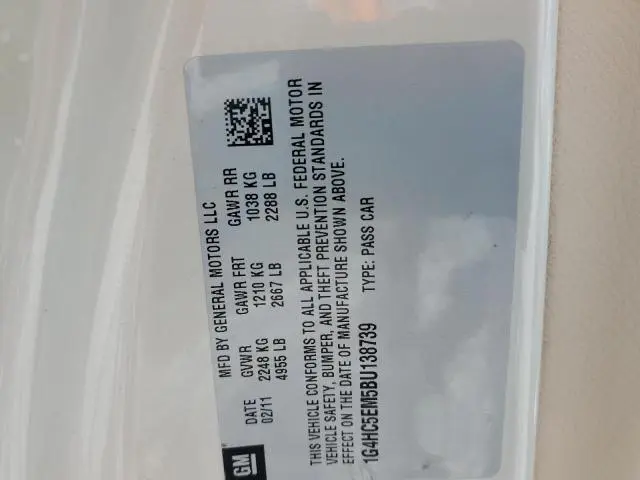 GM
MFD BY GENERAL MOTORS LLC
DATE GVWR GAWR FRT GAWR RR
02/11 2248 KG 1210 KG 1038 KG
4955 LB 2667 LB 2288 LB
THIS VEHICLE CONFORMS TO ALL APPLICABLE U.S. FEDERAL MOTOR
VEHICLE SAFETY, BUMPER, AND THEFT PREVENTION STANDARDS IN
EFFECT ON THE DATE OF MANUFACTURE SHOWN ABOVE.
1G4HC5EM5BU138739 TYPE: PASS CAR